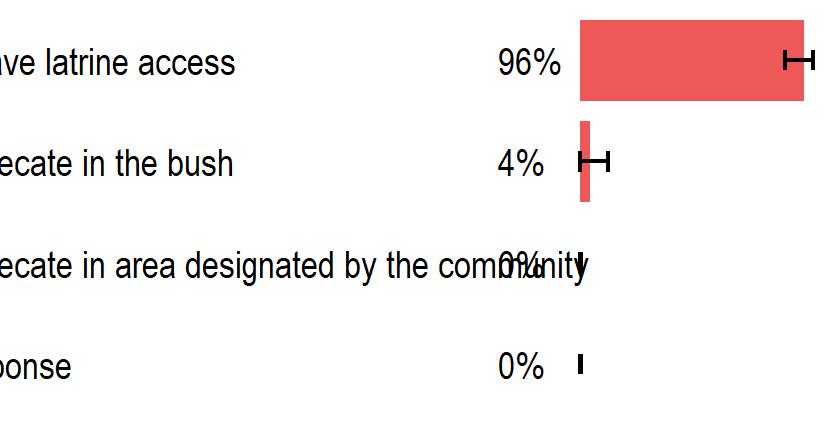 ave latrine access 96%
ecate in the bush 4%
ecate in area designated by the community 0%
ponse 0%